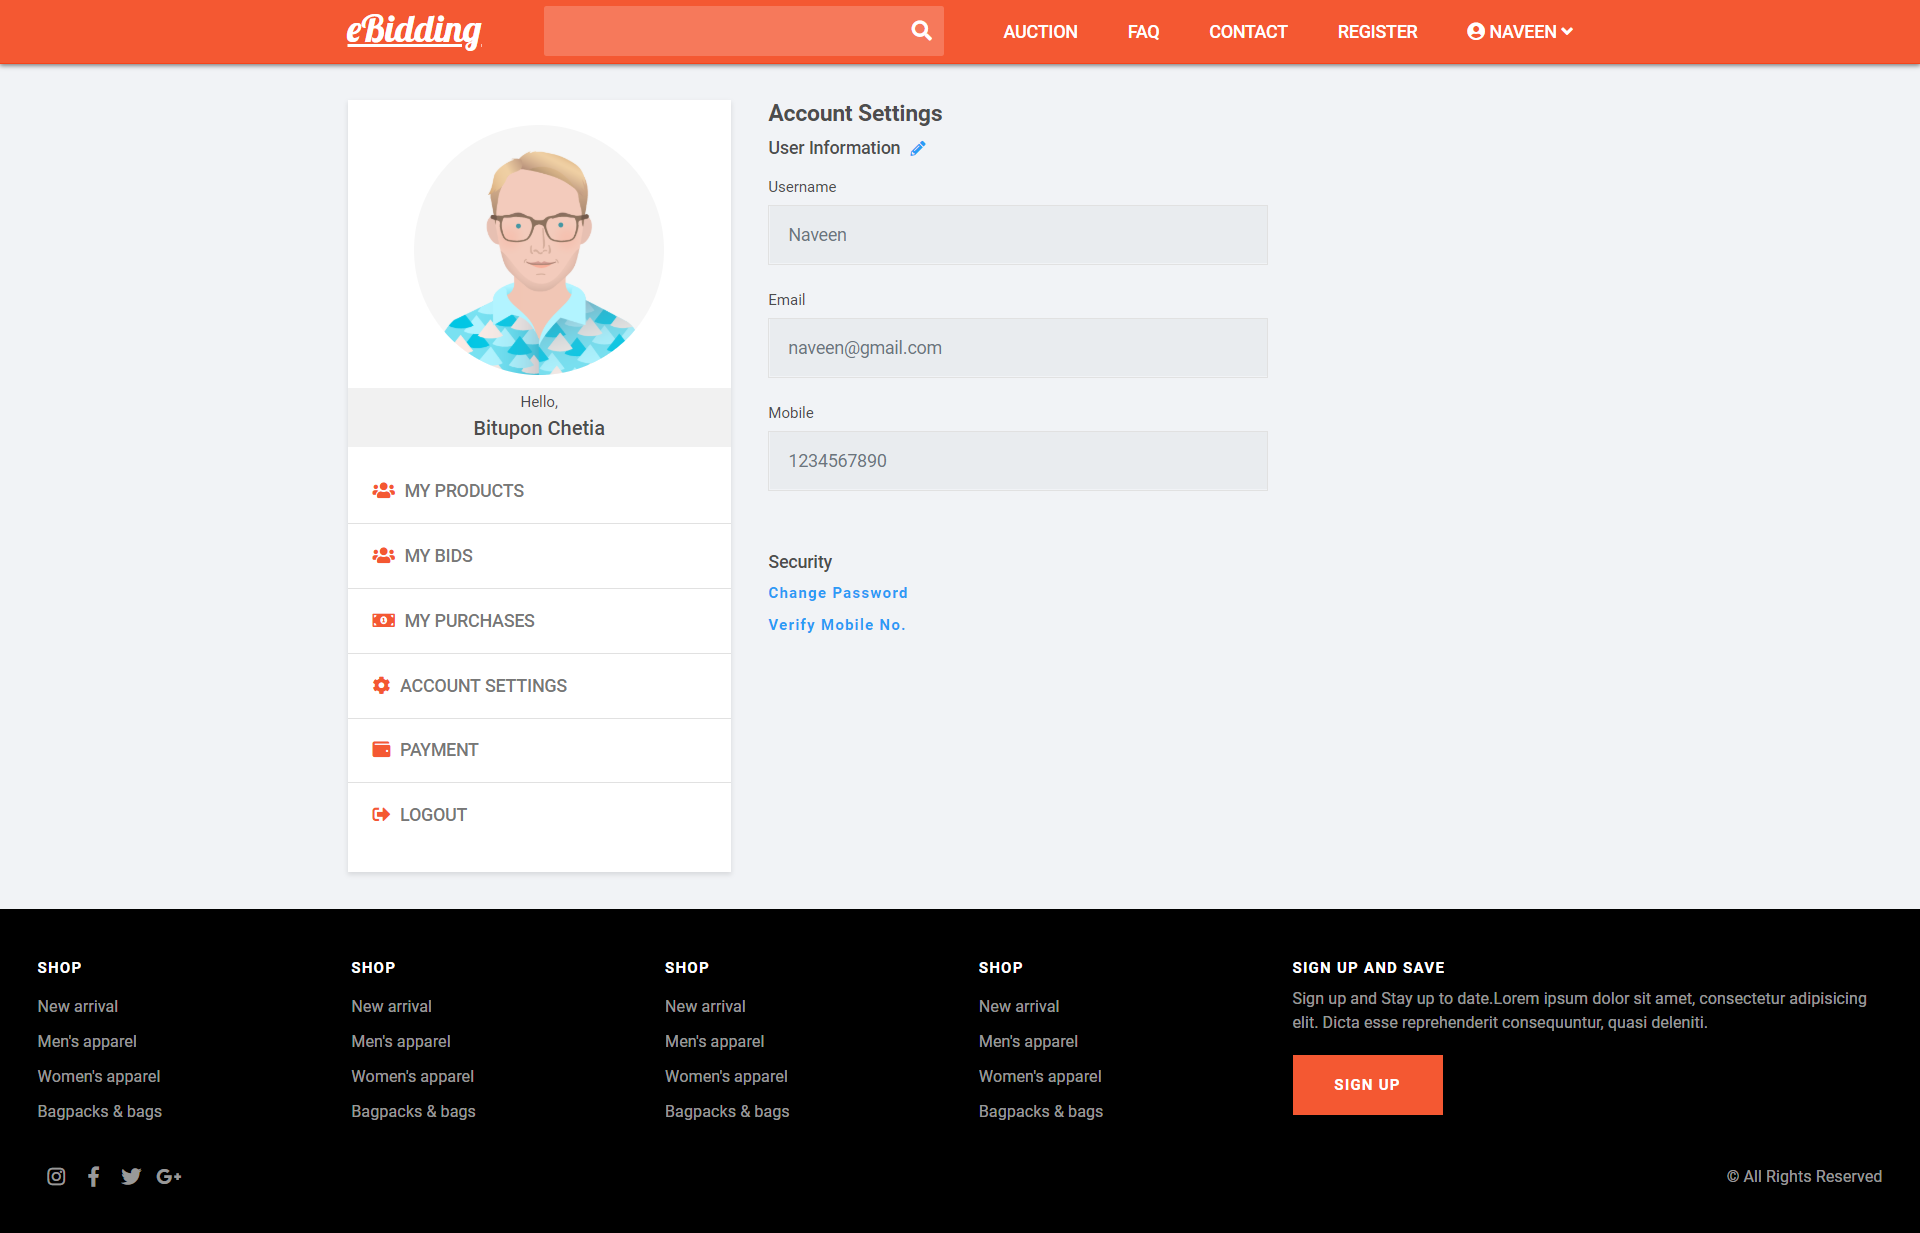 eBidding
AUCTION
FAQ
CONTACT
REGISTER
NAVEEN
Hello,
Bitupon Chetia
MY PRODUCTS
MY BIDS
MY PURCHASES
ACCOUNT SETTINGS
PAYMENT
LOGOUT
Account Settings
User Information
Username
Naveen
Email
naveen@gmail.com
Mobile
1234567890
Security
Change Password
Verify Mobile No.
SHOP
New arrival
Men's apparel
Women's apparel
Bagpacks & bags
SHOP
New arrival
Men's apparel
Women's apparel
Bagpacks & bags
SHOP
New arrival
Men's apparel
Women's apparel
Bagpacks & bags
SHOP
New arrival
Men's apparel
Women's apparel
Bagpacks & bags
SIGN UP AND SAVE
Sign up and Stay up to date.Lorem ipsum dolor sit amet, consectetur adipisicing
elit. Dicta esse reprehenderit consequuntur, quasi deleniti.
SIGN UP
© All Rights Reserved